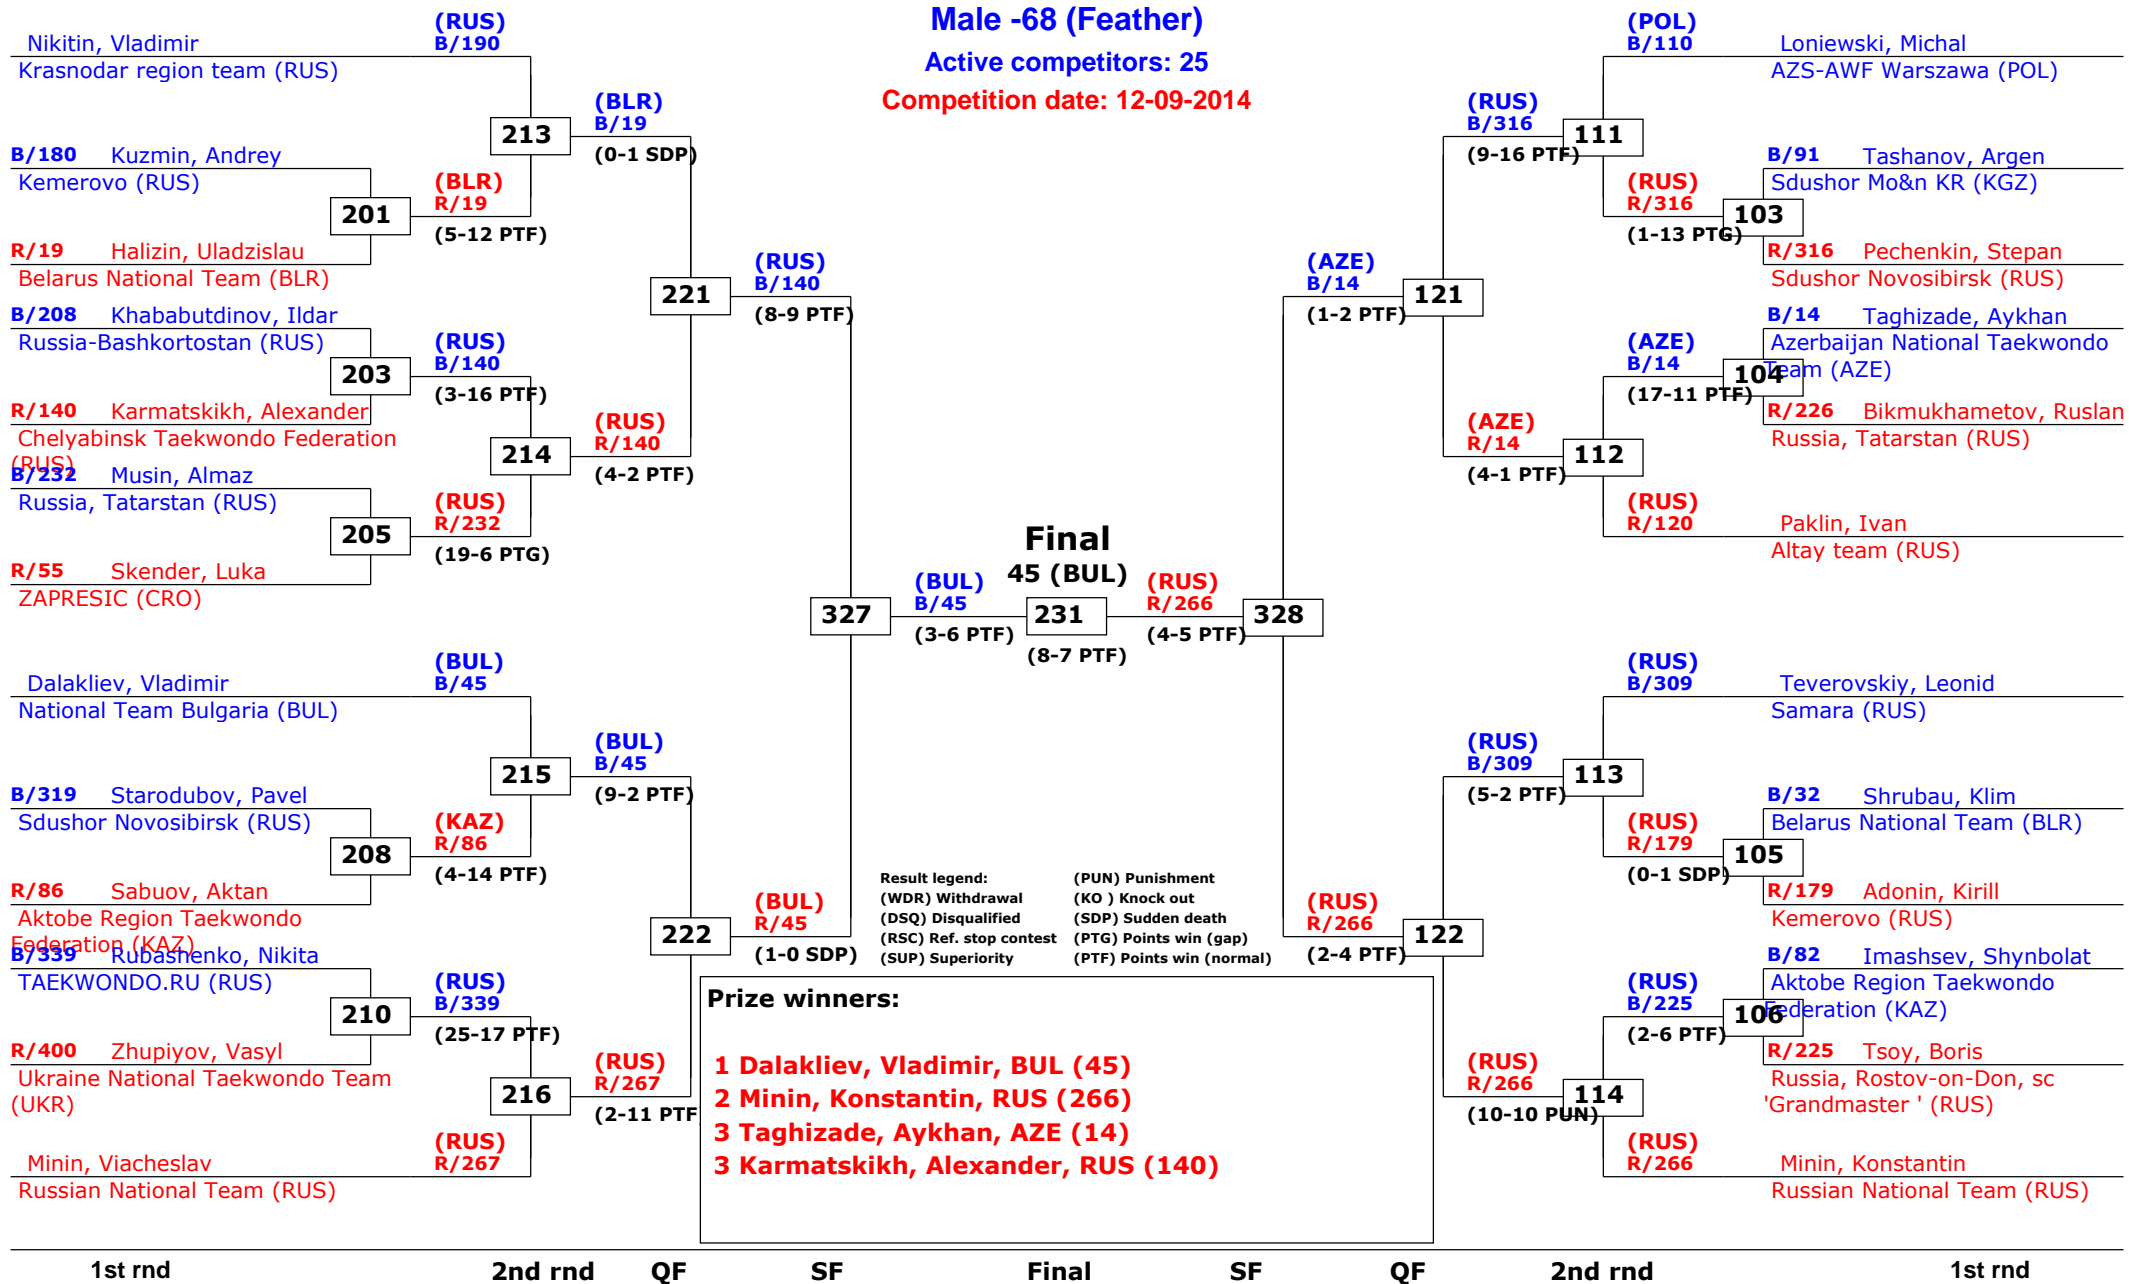 Male -68 (Feather)
Active competitors: 25
Competition date: 12-09-2014
(RUS)
B/190
Nikitin, Vladimir
Krasnodar region team (RUS)
213
(BLR)
B/19
(0-1 SDP)
B/180 Kuzmin, Andrey
Kemerovo (RUS)
201
(BLR)
R/19
(5-12 PTF)
R/19 Halizin, Uladzislau
Belarus National Team (BLR)
221
(RUS)
B/140
(8-9 PTF)
B/208 Khababutdinov, Ildar
Russia-Bashkortostan (RUS)
203
(RUS)
B/140
(3-16 PTF)
R/140 Karmatskikh, Alexander
Chelyabinsk Taekwondo Federation
(RUS)
214
(RUS)
R/140
(4-2 PTF)
B/232 Musin, Almaz
Russia, Tatarstan (RUS)
205
(RUS)
R/232
(19-6 PTG)
R/55 Skender, Luka
ZAPRESIC (CRO)
327
(BUL)
B/45
(3-6 PTF)
Final
45 (BUL)
231
(8-7 PTF)
(RUS)
R/266
(4-5 PTF)
328
(BUL)
B/45
Dalakliev, Vladimir
National Team Bulgaria (BUL)
215
(BUL)
B/45
(9-2 PTF)
B/319 Starodubov, Pavel
Sdushor Novosibirsk (RUS)
208
(KAZ)
R/86
(4-14 PTF)
R/86 Sabuov, Aktan
Aktobe Region Taekwondo
Federation (KAZ)
222
(BUL)
R/45
(1-0 SDP)
B/339 Rubashenko, Nikita
TAEKWONDO.RU (RUS)
210
(RUS)
B/339
(25-17 PTF)
R/400 Zhupiyov, Vasyl
Ukraine National Taekwondo Team
(UKR)
216
(RUS)
R/267
(2-11 PTF
(RUS)
R/267
Minin, Viacheslav
Russian National Team (RUS)
(POL)
B/110
Loniewski, Michal
AZS-AWF Warszawa (POL)
(RUS)
B/316
111
(9-16 PTF)
B/91 Tashanov, Argen
Sdushor Mo&n KR (KGZ)
(RUS)
R/316
103
(1-13 PTG)
R/316 Pechenkin, Stepan
Sdushor Novosibirsk (RUS)
(AZE)
B/14
121
(1-2 PTF)
B/14 Taghizade, Aykhan
Azerbaijan National Taekwondo
Team (AZE)
(AZE)
B/14
104
(17-11 PTF)
R/226 Bikmukhametov, Ruslan
Russia, Tatarstan (RUS)
(AZE)
R/14
112
(4-1 PTF)
(RUS)
R/120
Paklin, Ivan
Altay team (RUS)
(RUS)
B/309
Teverovskiy, Leonid
Samara (RUS)
(RUS)
B/309
113
(5-2 PTF)
B/32 Shrubau, Klim
Belarus National Team (BLR)
(RUS)
R/179
105
(0-1 SDP)
R/179 Adonin, Kirill
Kemerovo (RUS)
(RUS)
R/266
122
(2-4 PTF)
B/82 Imashsev, Shynbolat
Aktobe Region Taekwondo
Federation (KAZ)
(RUS)
B/225
106
(2-6 PTF)
R/225 Tsoy, Boris
Russia, Rostov-on-Don, sc
'Grandmaster ' (RUS)
(RUS)
R/266
114
(10-10 PUN)
(RUS)
R/266
Minin, Konstantin
Russian National Team (RUS)
Result legend: (PUN) Punishment
(WDR) Withdrawal (KO ) Knock out
(DSQ) Disqualified (SDP) Sudden death
(RSC) Ref. stop contest (PTG) Points win (gap)
(SUP) Superiority (PTF) Points win (normal)
Prize winners:
1 Dalakliev, Vladimir, BUL (45)
2 Minin, Konstantin, RUS (266)
3 Taghizade, Aykhan, AZE (14)
3 Karmatskikh, Alexander, RUS (140)
1st rnd 2nd rnd QF SF Final SF QF 2nd rnd 1st rnd